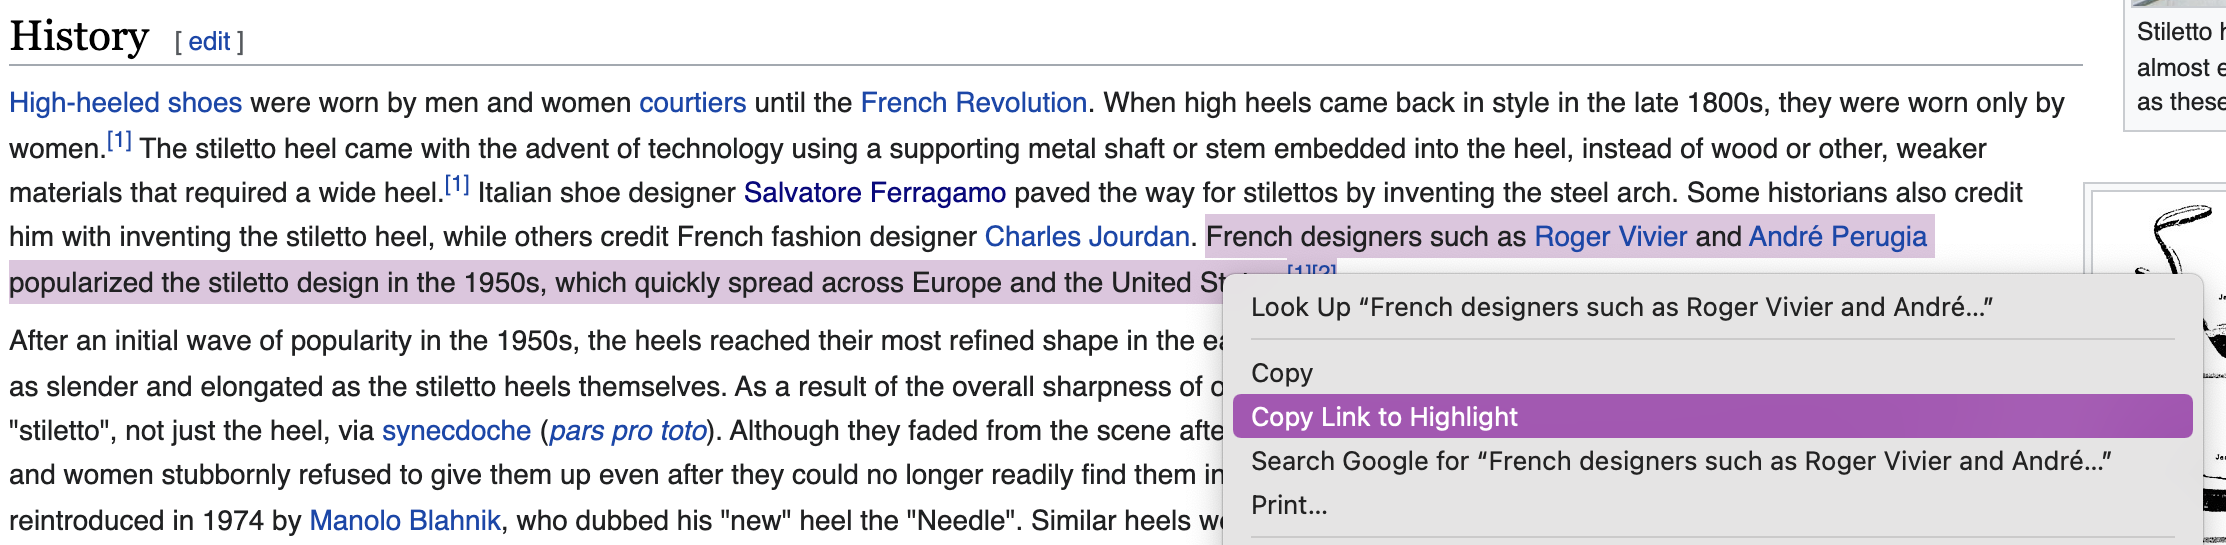 History [ edit ]
High-heeled shoes were worn by men and women courtiers until the French Revolution. When high heels came back in style in the late 1800s, they were worn only by
women.[1] The stiletto heel came with the advent of technology using a supporting metal shaft or stem embedded into the heel, instead of wood or other, weaker
materials that required a wide heel.[1] Italian shoe designer Salvatore Ferragamo paved the way for stilettos by inventing the steel arch. Some historians also credit
him with inventing the stiletto heel, while others credit French fashion designer Charles Jourdan. French designers such as Roger Vivier and André Perugia
popularized the stiletto design in the 1950s, which quickly spread across Europe and the United [1][2]
After an initial wave of popularity in the 1950s, the heels reached their most refined shape in the
as slender and elongated as the stiletto heels themselves. As a result of the overall sharpness of
"stiletto", not just the heel, via synecdoche (pars pro toto). Although they faded from the scene
and women stubbornly refused to give them up even after they could no longer readily find them in
reintroduced in 1974 by Manolo Blahnik, who dubbed his "new" heel the "Needle". Similar heels
Look Up “French designers such as Roger Vivier and André...”
Copy
Copy Link to Highlight
Search Google for “French designers such as Roger Vivier and André...”
Print...
Stiletto
almost
as these